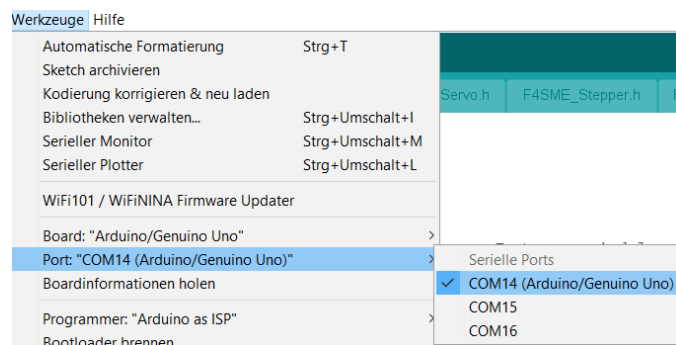 Werkzeuge Hilfe
Automatische Formatierung Strg+T
Sketch archivieren
Kodierung korrigieren & neu laden
Bibliotheken verwalten... Strg+Umschalt+I
Serieller Monitor Strg+Umschalt+M
Serieller Plotter Strg+Umschalt+L
WiFi101 / WiFiNINA Firmware Updater
Board: "Arduino/Genuino Uno"
Port: "COM14 (Arduino/Genuino Uno)"
Boardinformationen holen
Programmer: "Arduino as ISP"
Bootloader brennen
Servo.h F4SME_Stepper.h
Serielle Ports
COM14 (Arduino/Genuino Uno)
COM15
COM16